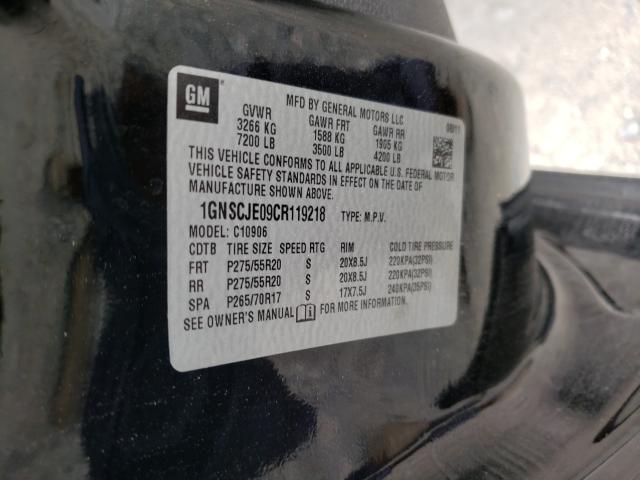 GM
MFD BY GENERAL MOTORS LLC
08/11
GVWR GAWR FRT GAWR RR
3266 KG 1588 KG 1905 KG
7200 LB 3500 LB 4200 LB
THIS VEHICLE CONFORMS TO ALL APPLICABLE U.S. FEDERAL MOTOR
VEHICLE SAFETY STANDARDS IN EFFECT ON THE DATE OF
MANUFACTURE SHOWN ABOVE.
1GNSCJE09CR119218 TYPE: M.P.V.
MODEL: C10906
CDTB TIRE SIZE SPEED RTG RIM COLD TIRE PRESSURE
FRT P275/55R20 S 20X8.5J 220KPA(32PSI)
RR P275/55R20 S 20X8.5J 220KPA(32PSI)
SPA P265/70R17 S 17X7.5J 240KPA(35PSI)
SEE OWNER'S MANUAL FOR MORE INFORMATION.